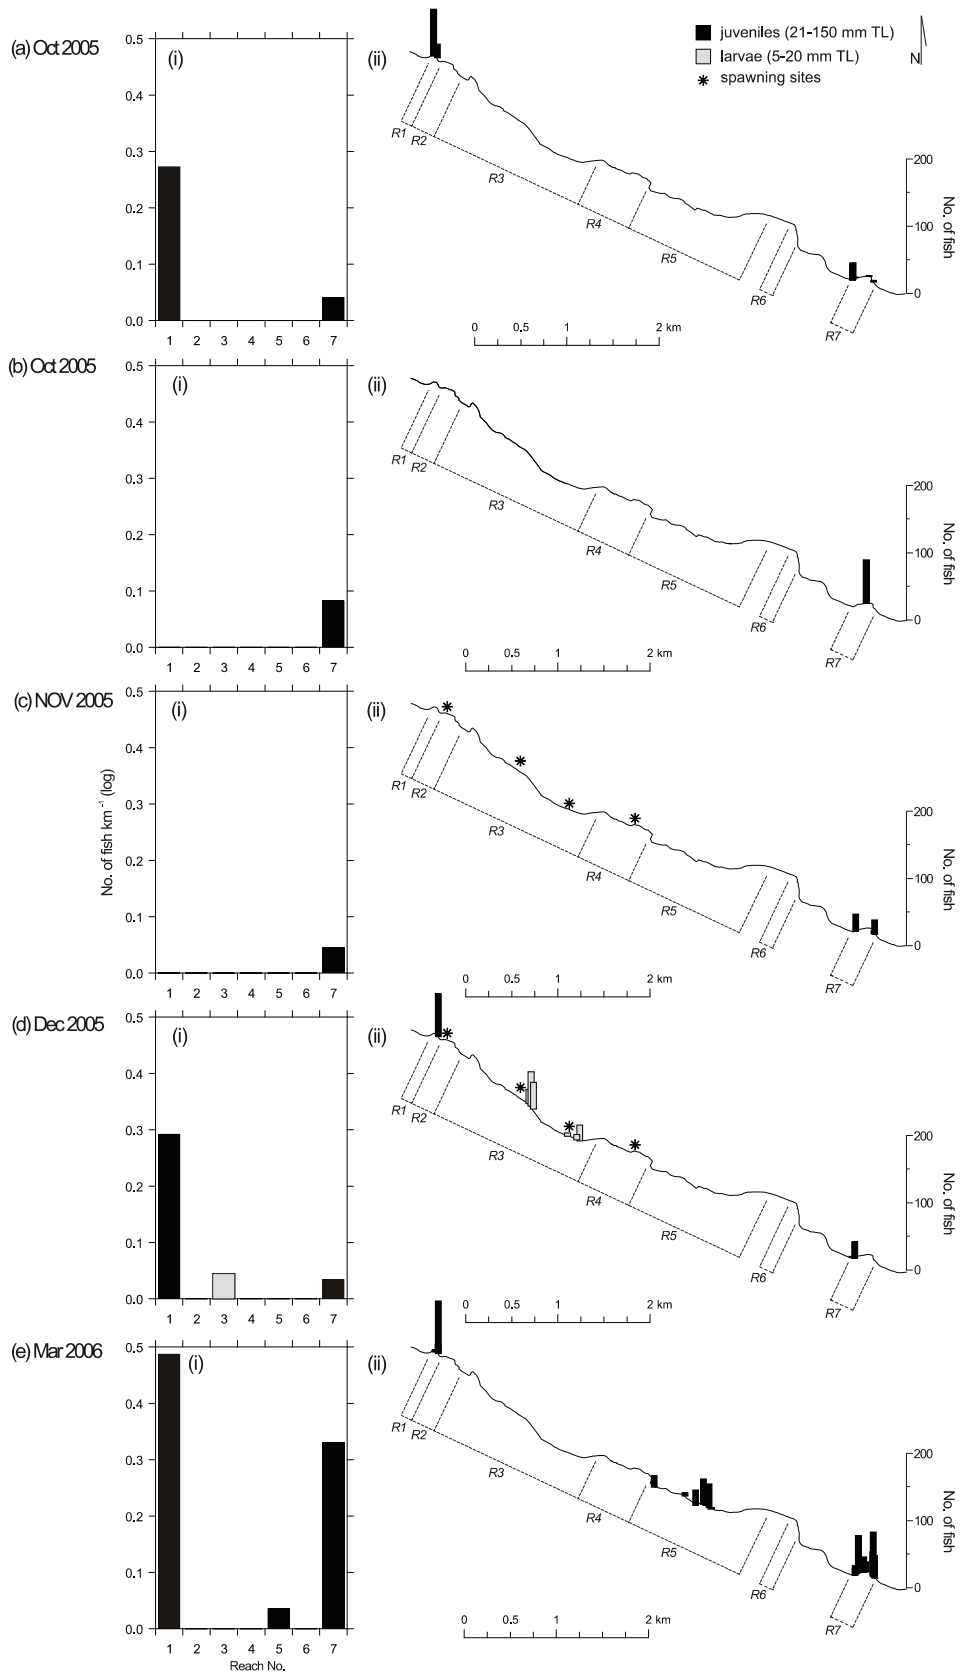 (a) Oct 2005
(i)
(ii)
juveniles (21-150 mm TL)
larvae (5-20 mm TL)
spawning sites
N
0.5
0.4
0.3
0.2
0.1
0.0
1 2 3 4 5 6 7
R1 R2 R3 R4 R5 R6 R7
200
100
0
No. of fish
0 0.5 1 2 km
(b) Oct 2005
(i)
(ii)
0.5
0.4
0.3
0.2
0.1
0.0
1 2 3 4 5 6 7
R1 R2 R3 R4 R5 R6 R7
200
100
0
No. of fish
0 0.5 1 2 km
(c) NOV 2005
(i)
(ii)
No. of fish km⁻¹ (log)
0.5
0.4
0.3
0.2
0.1
0.0
1 2 3 4 5 6 7
R1 R2 R3 R4 R5 R6 R7
200
100
0
No. of fish
0 0.5 1 2 km
(d) Dec 2005
(i)
(ii)
0.5
0.4
0.3
0.2
0.1
0.0
1 2 3 4 5 6 7
R1 R2 R3 R4 R5 R6 R7
200
100
0
No. of fish
0 0.5 1 2 km
(e) Mar 2006
(i)
(ii)
0.5
0.4
0.3
0.2
0.1
0.0
1 2 3 4 5 6 7
Reach No.
R1 R2 R3 R4 R5 R6 R7
200
100
0
No. of fish
0 0.5 1 2 km